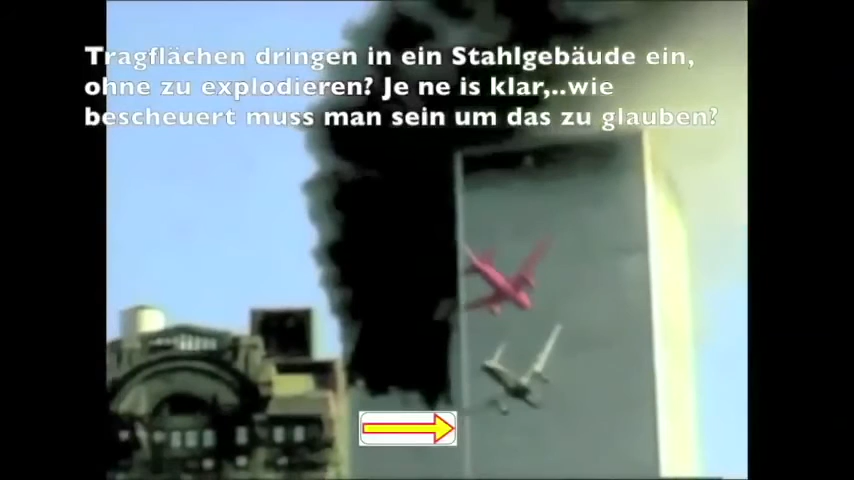 Tragflächen dringen in ein Stahlgebäude ein,
ohne zu explodieren? Je ne is klar,..wie
bescheuert muss man sein um das zu glauben?